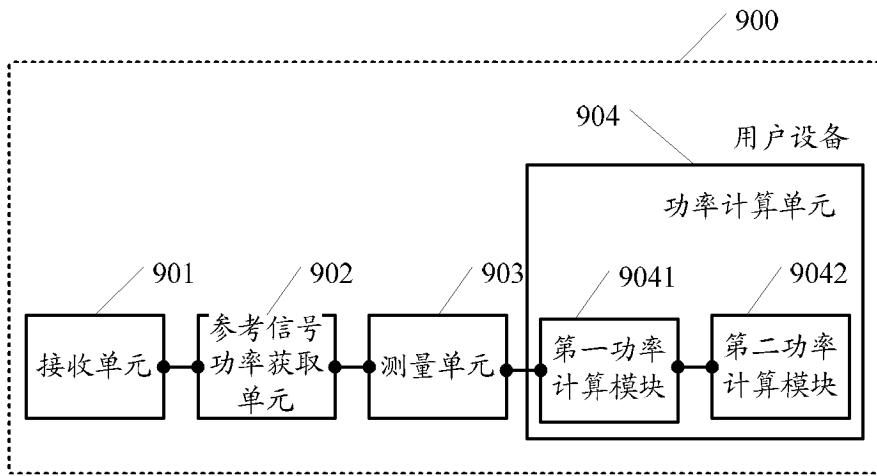 900
904
用户设备
功率计算单元
901
902
903
9041
9042
接收单元
参考信号
功率获取
单元
测量单元
第一功率
计算模块
第二功率
计算模块